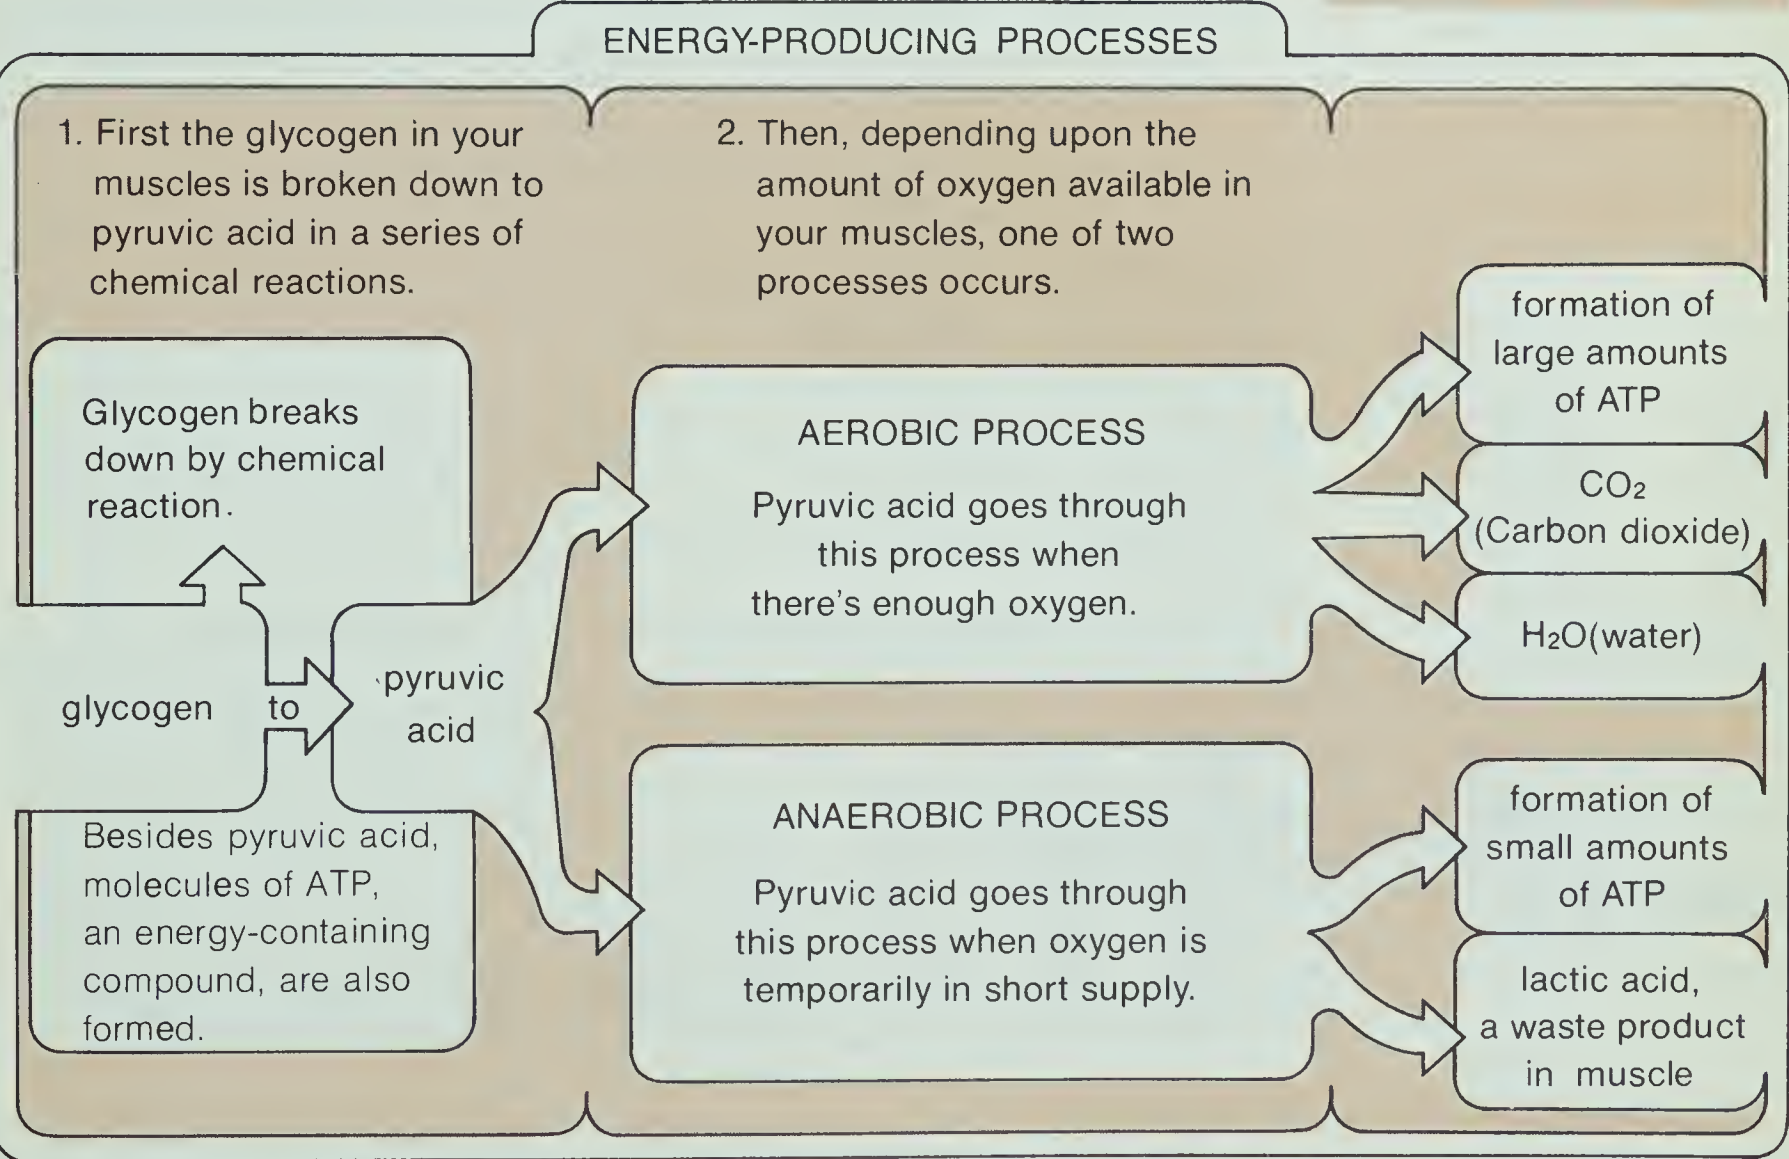 ENERGY-PRODUCING PROCESSES
1. First the glycogen in your
muscles is broken down to
pyruvic acid in a series of
chemical reactions.
2. Then, depending upon the
amount of oxygen available in
your muscles, one of two
processes occurs.
Glycogen breaks
down by chemical
reaction.
glycogen
to
pyruvic
acid
Besides pyruvic acid,
molecules of ATP,
an energy-containing
compound, are also
formed.
AEROBIC PROCESS
Pyruvic acid goes through
this process when
there's enough oxygen.
formation of
large amounts
of ATP
CO₂
(Carbon dioxide)
H₂O(water)
ANAEROBIC PROCESS
Pyruvic acid goes through
this process when oxygen is
temporarily in short supply.
formation of
small amounts
of ATP
lactic acid,
a waste product
in muscle